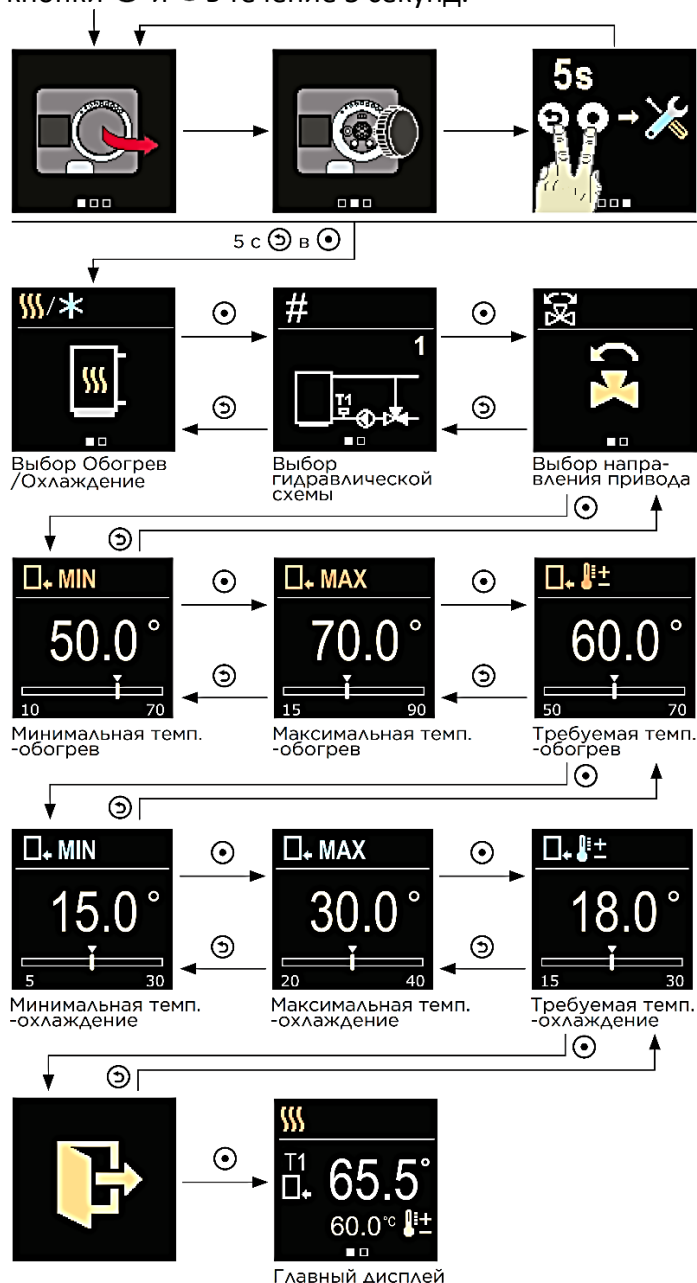 кнопки и в течение 5 секунд.
5s
5 с в
#
1
T1
Выбор Обогрев
/Охлаждение
Выбор
гидравлической
схемы
Выбор напра-
вления привода
MIN
50.0°
10 70
Минимальная темп.
-обогрев
MAX
70.0°
15 90
Максимальная темп.
-обогрев
60.0°
50 70
Требуемая темп.
-обогрев
MIN
15.0°
5 30
Минимальная темп.
-охлаждение
MAX
30.0°
20 40
Максимальная темп.
-охлаждение
18.0°
15 30
Требуемая темп.
-охлаждение
T1
65.5°
60.0°C
Главный дисплей